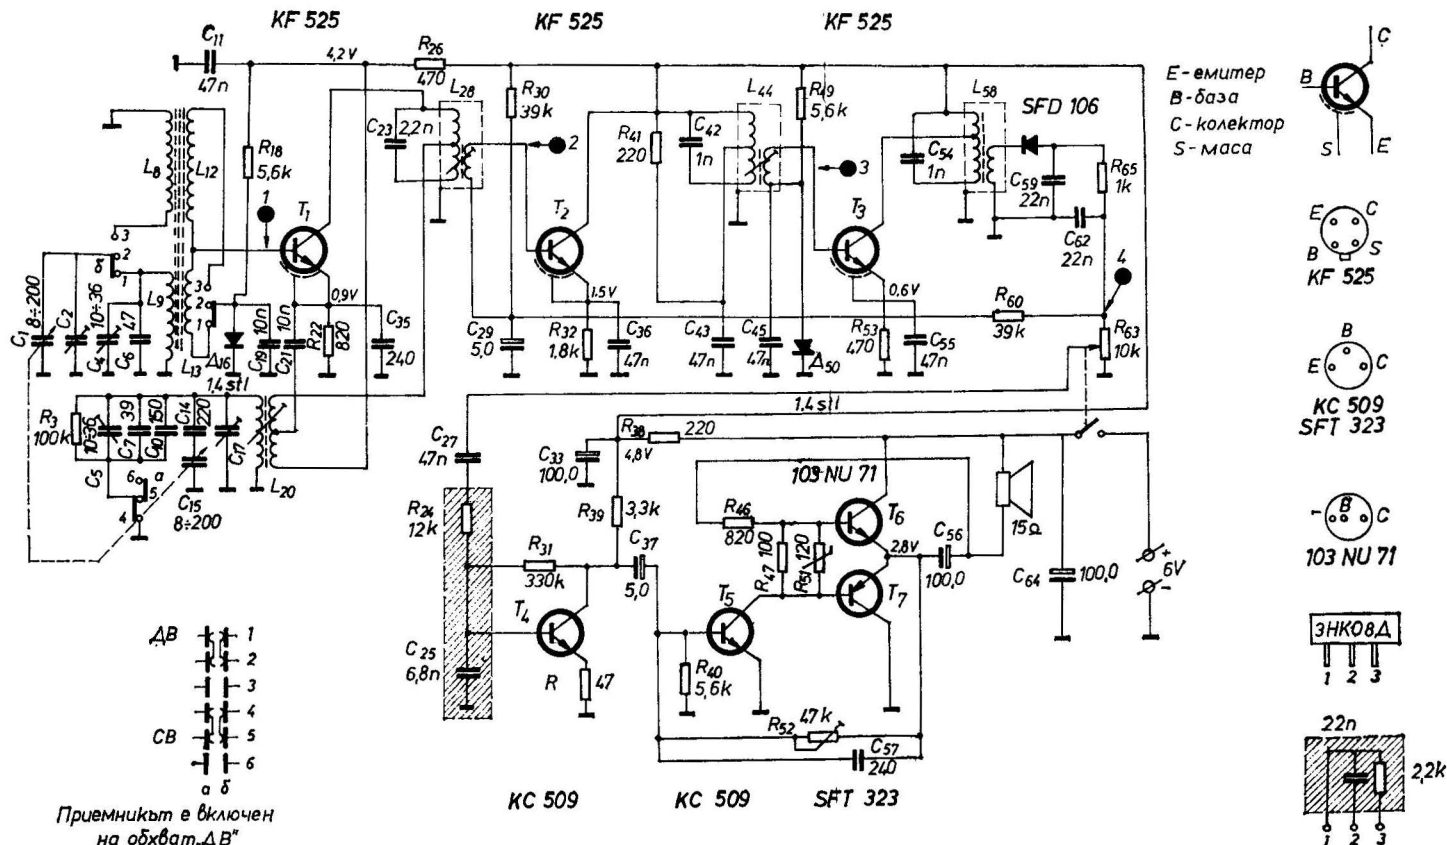 KF 525
KF 525
KF 525
C11
47n
4,2V
R26
470
R18
5,6k
L8
L12
1
T1
3
2
б
1
L9
3
2
1
L13
C1
8÷200
C2
10÷36
C4
C6
47
Д16
1.4 stI
C19
10n
C21
10n
0,9V
R22
820
C35
240
C23
2,2n
L28
R30
39k
2
T2
1.5V
C29
5,0
R32
1,8k
C36
47n
R41
220
C42
1n
L44
R49
5,6k
3
T3
0,6V
C43
47n
C45
47n
Д50
R53
470
C55
47n
C54
1n
L58
SFD 106
C59
22n
C62
22n
R65
1k
4
R60
39k
R63
10k
1.4 stI
R3
100k
10÷36
C5
C7
39
C10
150
C14
220
C17
C15
8÷200
L20
6
a
5
4
C27
47n
R24
12k
C25
6,8n
R31
330k
T4
R
47
C33
100,0
R38
220
4,8V
R39
3,3k
C37
5,0
R46
820
R47
100
R51
120
103 NU 71
T6
2,8V
T7
C56
100,0
15Ω
C64
100,0
+
6V
-
T5
R40
5,6k
R52
47k
C57
240
KC 509
KC 509
SFT 323
ДВ
СВ
1
2
3
4
5
6
а б
Приемникът е включен
на обхват „ДВ"
E - емитер
B - база
C - колектор
S - маса
C
B
S
E
E
C
B
S
KF 525
B
E
C
KC 509
SFT 323
B
C
103 NU 71
3НК08Д
1 2 3
22n
2,2k
1 2 3